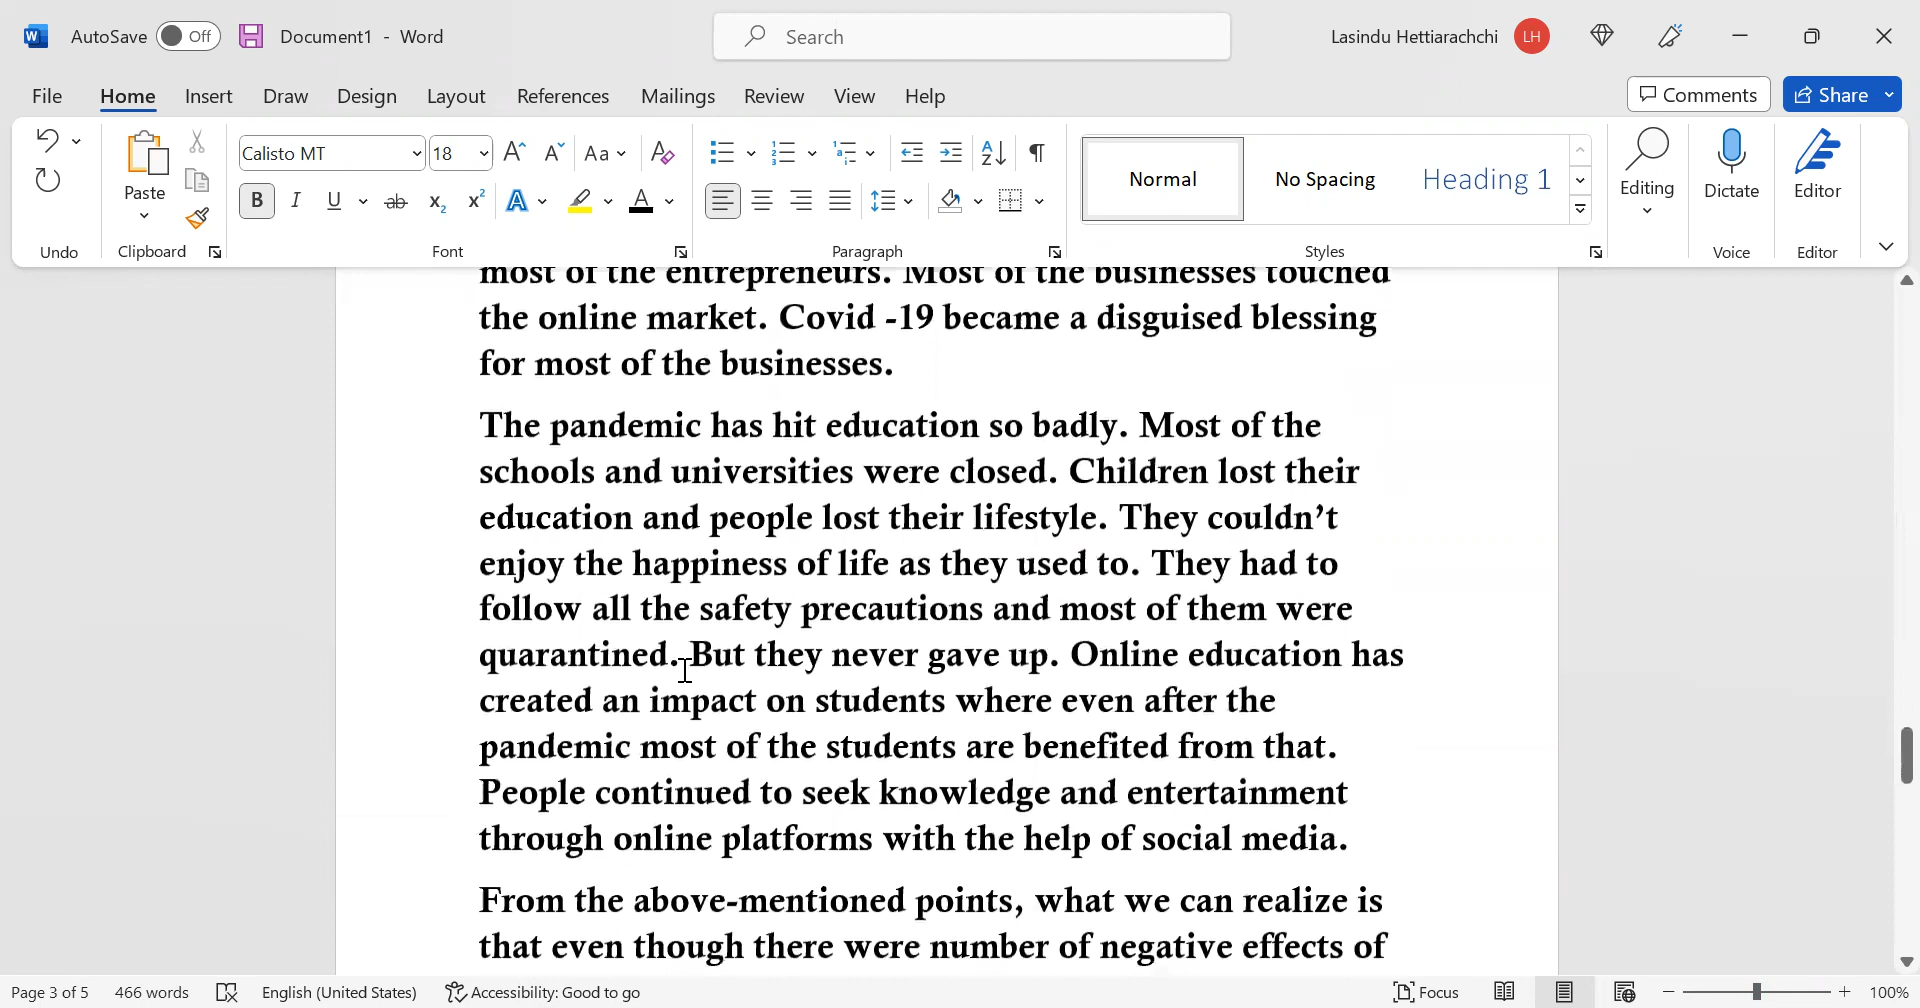 AutoSave Off Document1 - Word Search Lasindu Hettiarachchi LH
File Home Insert Draw Design Layout References Mailings Review View Help Comments Share
Calisto MT 18 Aa
Paste Normal No Spacing Heading 1 Editing Dictate Editor
B I U ab x₂ x² A A
Undo Clipboard Font Paragraph Styles Voice Editor
most of the entrepreneurs. Most of the businesses touched
the online market. Covid -19 became a disguised blessing
for most of the businesses.
The pandemic has hit education so badly. Most of the
schools and universities were closed. Children lost their
education and people lost their lifestyle. They couldn’t
enjoy the happiness of life as they used to. They had to
follow all the safety precautions and most of them were
quarantined. But they never gave up. Online education has
created an impact on students where even after the
pandemic most of the students are benefited from that.
People continued to seek knowledge and entertainment
through online platforms with the help of social media.
From the above-mentioned points, what we can realize is
that even though there were number of negative effects of
Page 3 of 5 466 words English (United States) Accessibility: Good to go Focus 100%